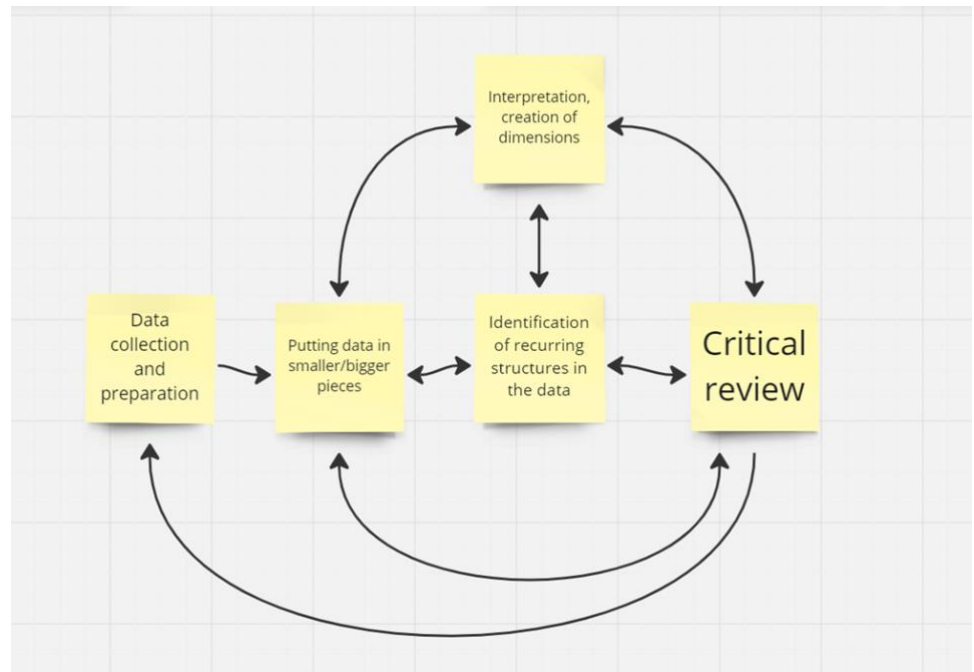 Interpretation,
creation of
dimensions
Data
collection
and
preparation
Putting data in
smaller/bigger
pieces
Identification
of recurring
structures in
the data
Critical
review